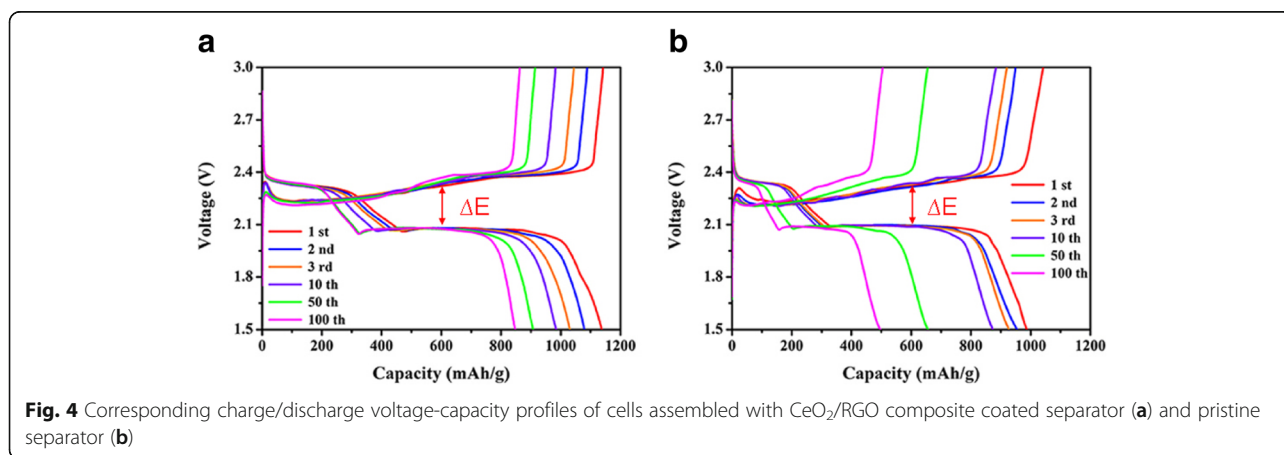 a
3.0
2.7
2.4
2.1
1.8
1.5
Voltage (V)
ΔE
1 st
2 nd
3 rd
10 th
50 th
100 th
0 200 400 600 800 1000 1200
Capacity (mAh/g)
b
3.0
2.7
2.4
2.1
1.8
1.5
Voltage (V)
ΔE
1 st
2 nd
3 rd
10 th
50 th
100 th
0 200 400 600 800 1000 1200
Capacity (mAh/g)
Fig. 4 Corresponding charge/discharge voltage-capacity profiles of cells assembled with CeO₂/RGO composite coated separator (a) and pristine
separator (b)